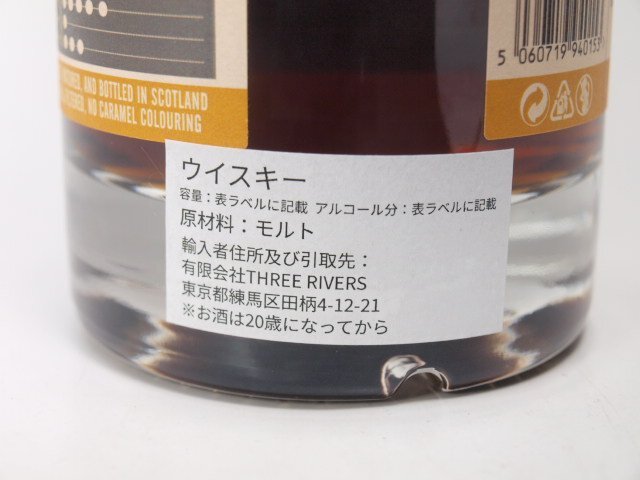 AND BOTTLED IN SCOTLAND
NO CARAMEL COLOURING
5 060719 94015
ウイスキー
容量：表ラベルに記載 アルコール分：表ラベルに記載
原材料：モルト
輸入者住所及び引取先：
有限会社THREE RIVERS
東京都練馬区田柄4-12-21
※お酒は20歳になってから